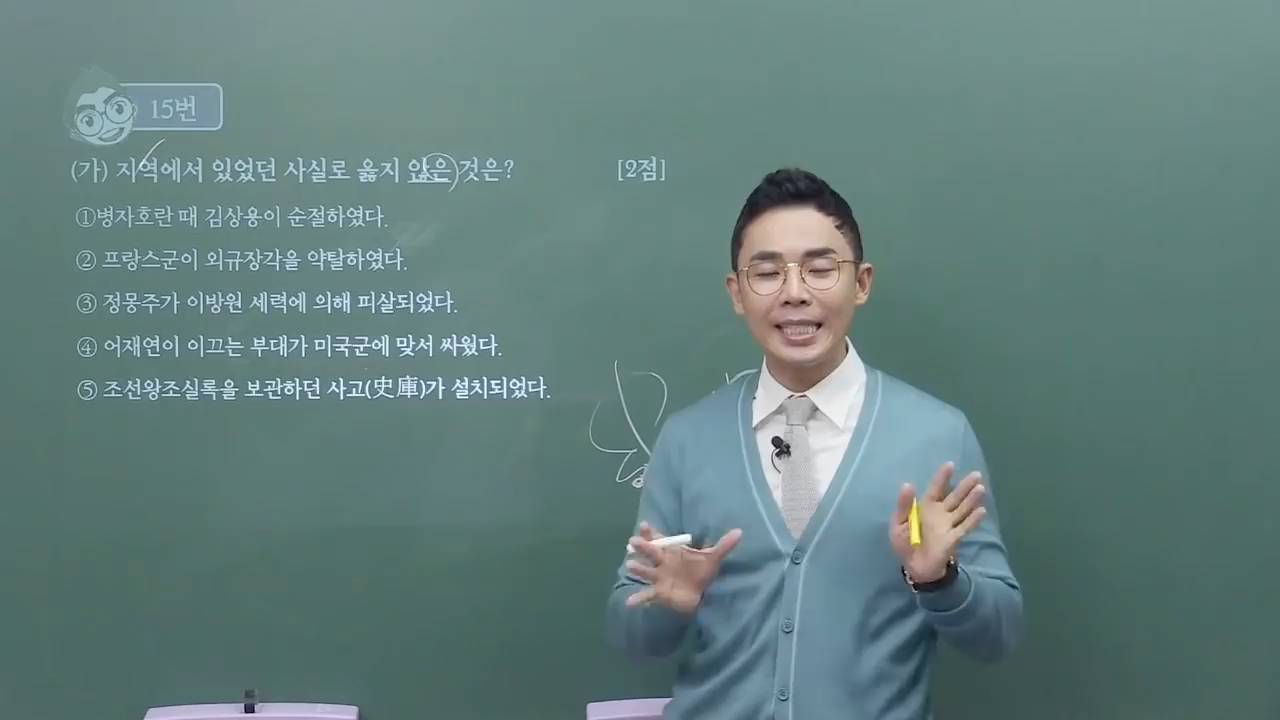 15번
(가) 지역에서 있었던 사실로 옳지 않은 것은? [2점]
①병자호란 때 김상용이 순절하였다.
② 프랑스군이 외규장각을 약탈하였다.
③ 정몽주가 이방원 세력에 의해 피살되었다.
④ 어재연이 이끄는 부대가 미국군에 맞서 싸웠다.
⑤ 조선왕조실록을 보관하던 사고(史庫)가 설치되었다.